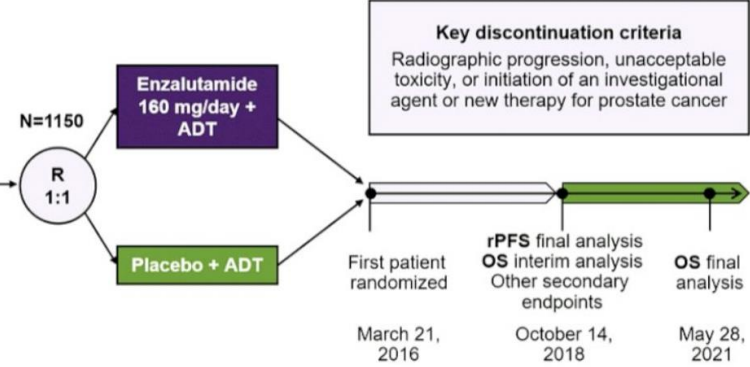 Key discontinuation criteria
Radiographic progression, unacceptable
toxicity, or initiation of an investigational
agent or new therapy for prostate cancer
Enzalutamide
160 mg/day +
ADT
N=1150
R
1:1
Placebo + ADT
First patient
randomized
March 21,
2016
rPFS final analysis
OS interim analysis
Other secondary
endpoints
October 14,
2018
OS final
analysis
May 28,
2021